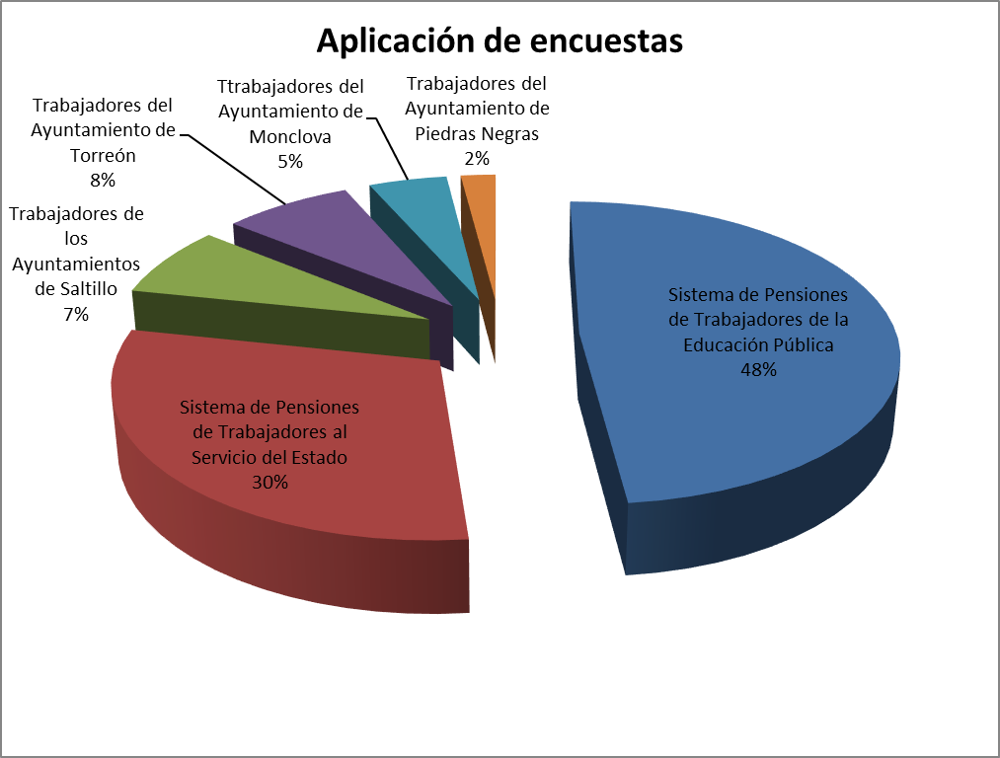 Aplicación de encuestas
Trabajadores del
Ayuntamiento de
Piedras Negras
2%
Ttrabajadores del
Ayuntamiento de
Monclova
5%
Trabajadores del
Ayuntamiento de
Torreón
8%
Trabajadores de
los
Ayuntamientos
de Saltillo
7%
Sistema de Pensiones
de Trabajadores de la
Educación Pública
48%
Sistema de Pensiones
de Trabajadores al
Servicio del Estado
30%